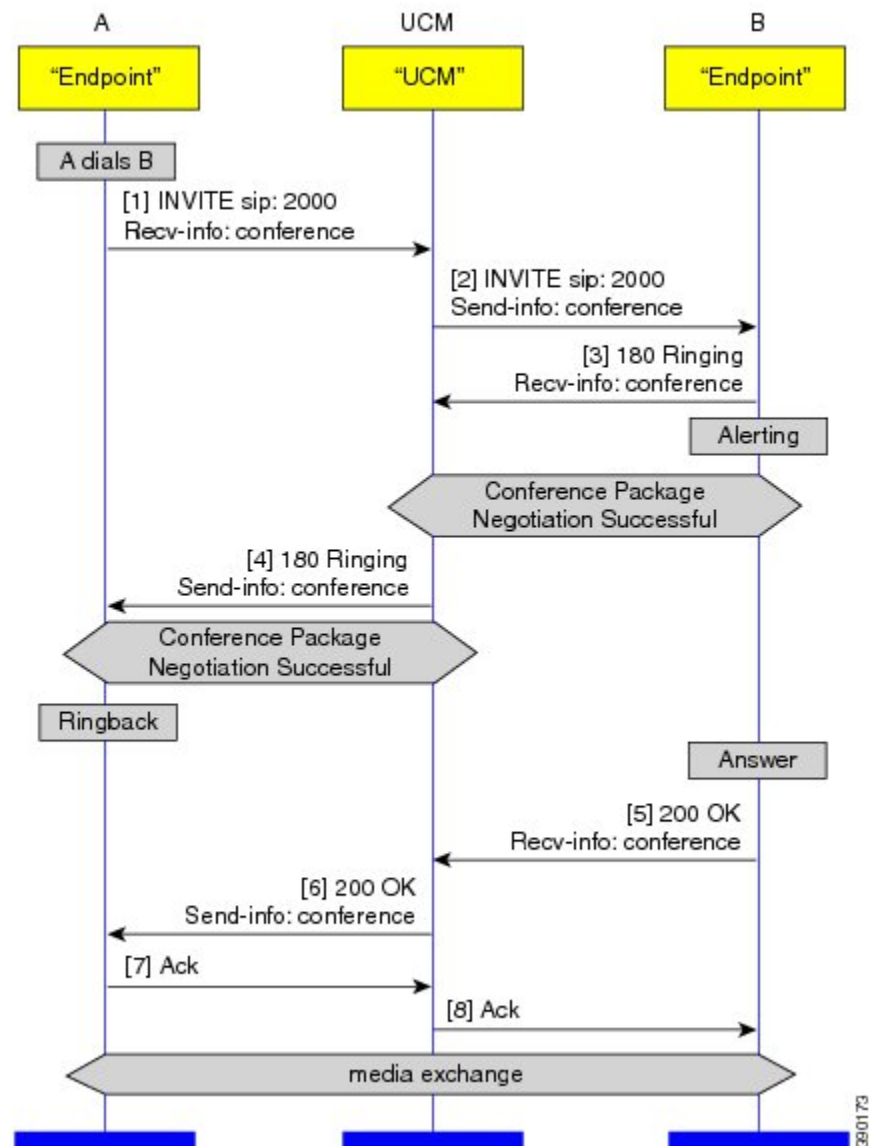 A
UCM
B
“Endpoint”
“UCM”
“Endpoint”
A dials B
[1] INVITE sip: 2000
Recv-info: conference
[2] INVITE sip: 2000
Send-info: conference
[3] 180 Ringing
Recv-info: conference
Alerting
Conference Package
Negotiation Successful
[4] 180 Ringing
Send-info: conference
Conference Package
Negotiation Successful
Ringback
Answer
[5] 200 OK
Recv-info: conference
[6] 200 OK
Send-info: conference
[7] Ack
[8] Ack
media exchange
390173